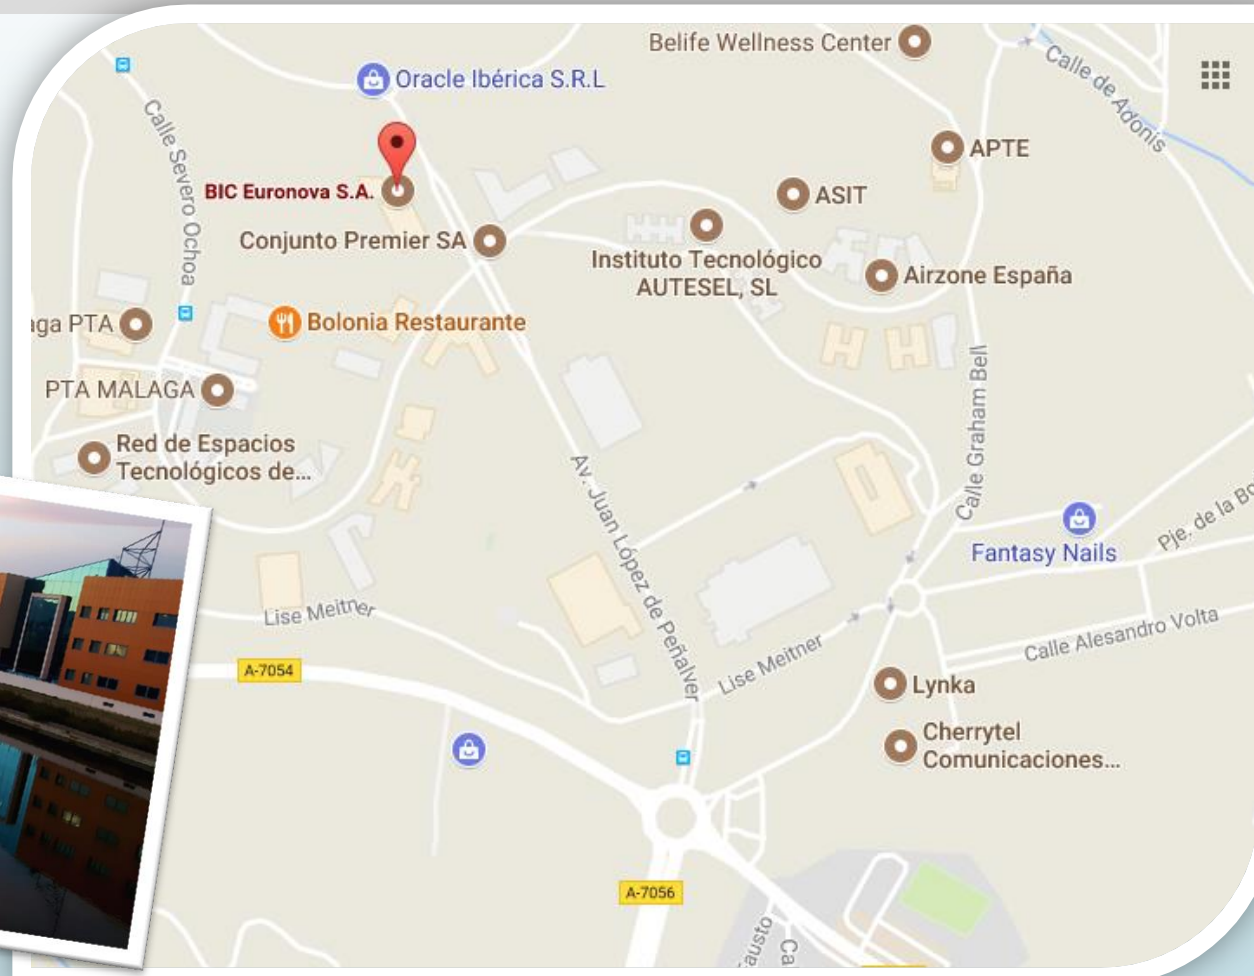 Belife Wellness Center
Calle de Adonis
Oracle Ibérica S.R.L
Calle Severo Ochoa
APTE
BIC Euronova S.A.
ASIT
Conjunto Premier SA
Instituto Tecnológico
AUTESEL, SL
Airzone España
aga PTA
Bolonia Restaurante
PTA MALAGA
Calle Graham Bell
Red de Espacios
Tecnológicos de...
Av. Juan López de Peñalver
Fantasy Nails
Pje. de la Bo
Lise Meitner
Calle Alesandro Volta
Lise Meitner
A-7054
Lynka
Cherrytel
Comunicaciones...
A-7056
austo
Ca